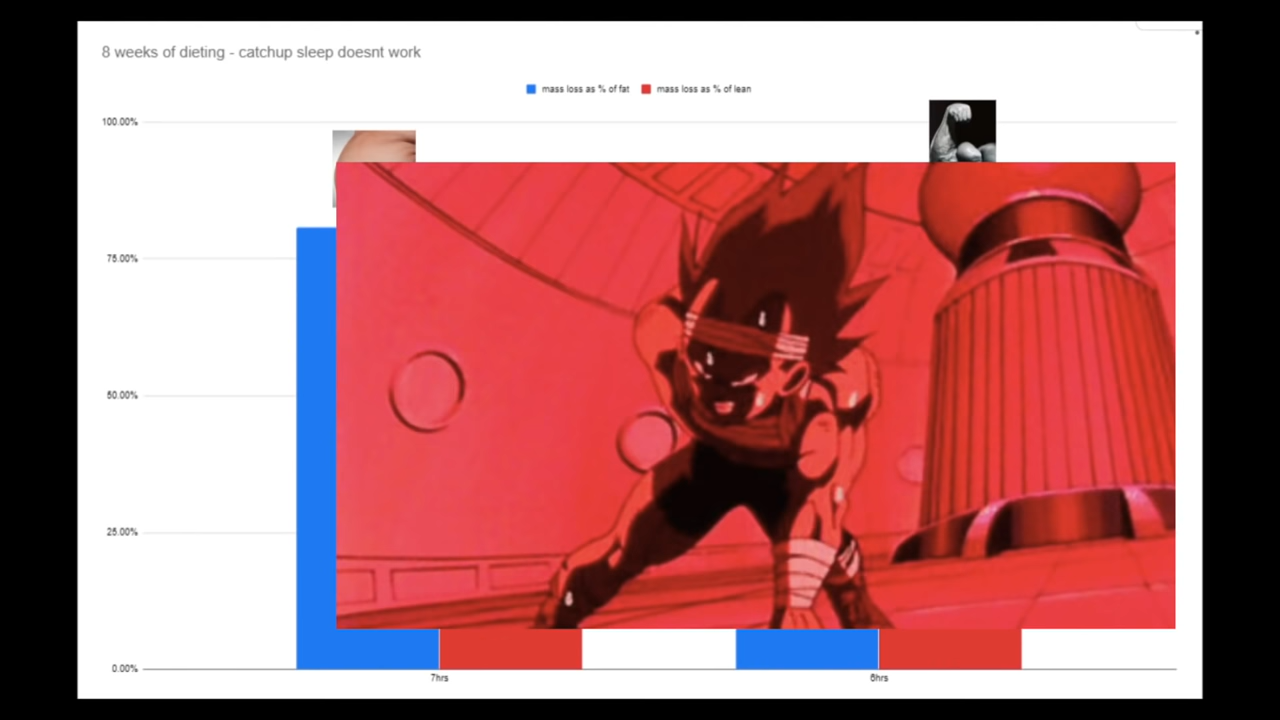 8 weeks of dieting - catchup sleep doesnt work
mass loss as % of fat mass loss as % of lean
100.00%
75.00%
50.00%
25.00%
0.00%
7hrs 6hrs